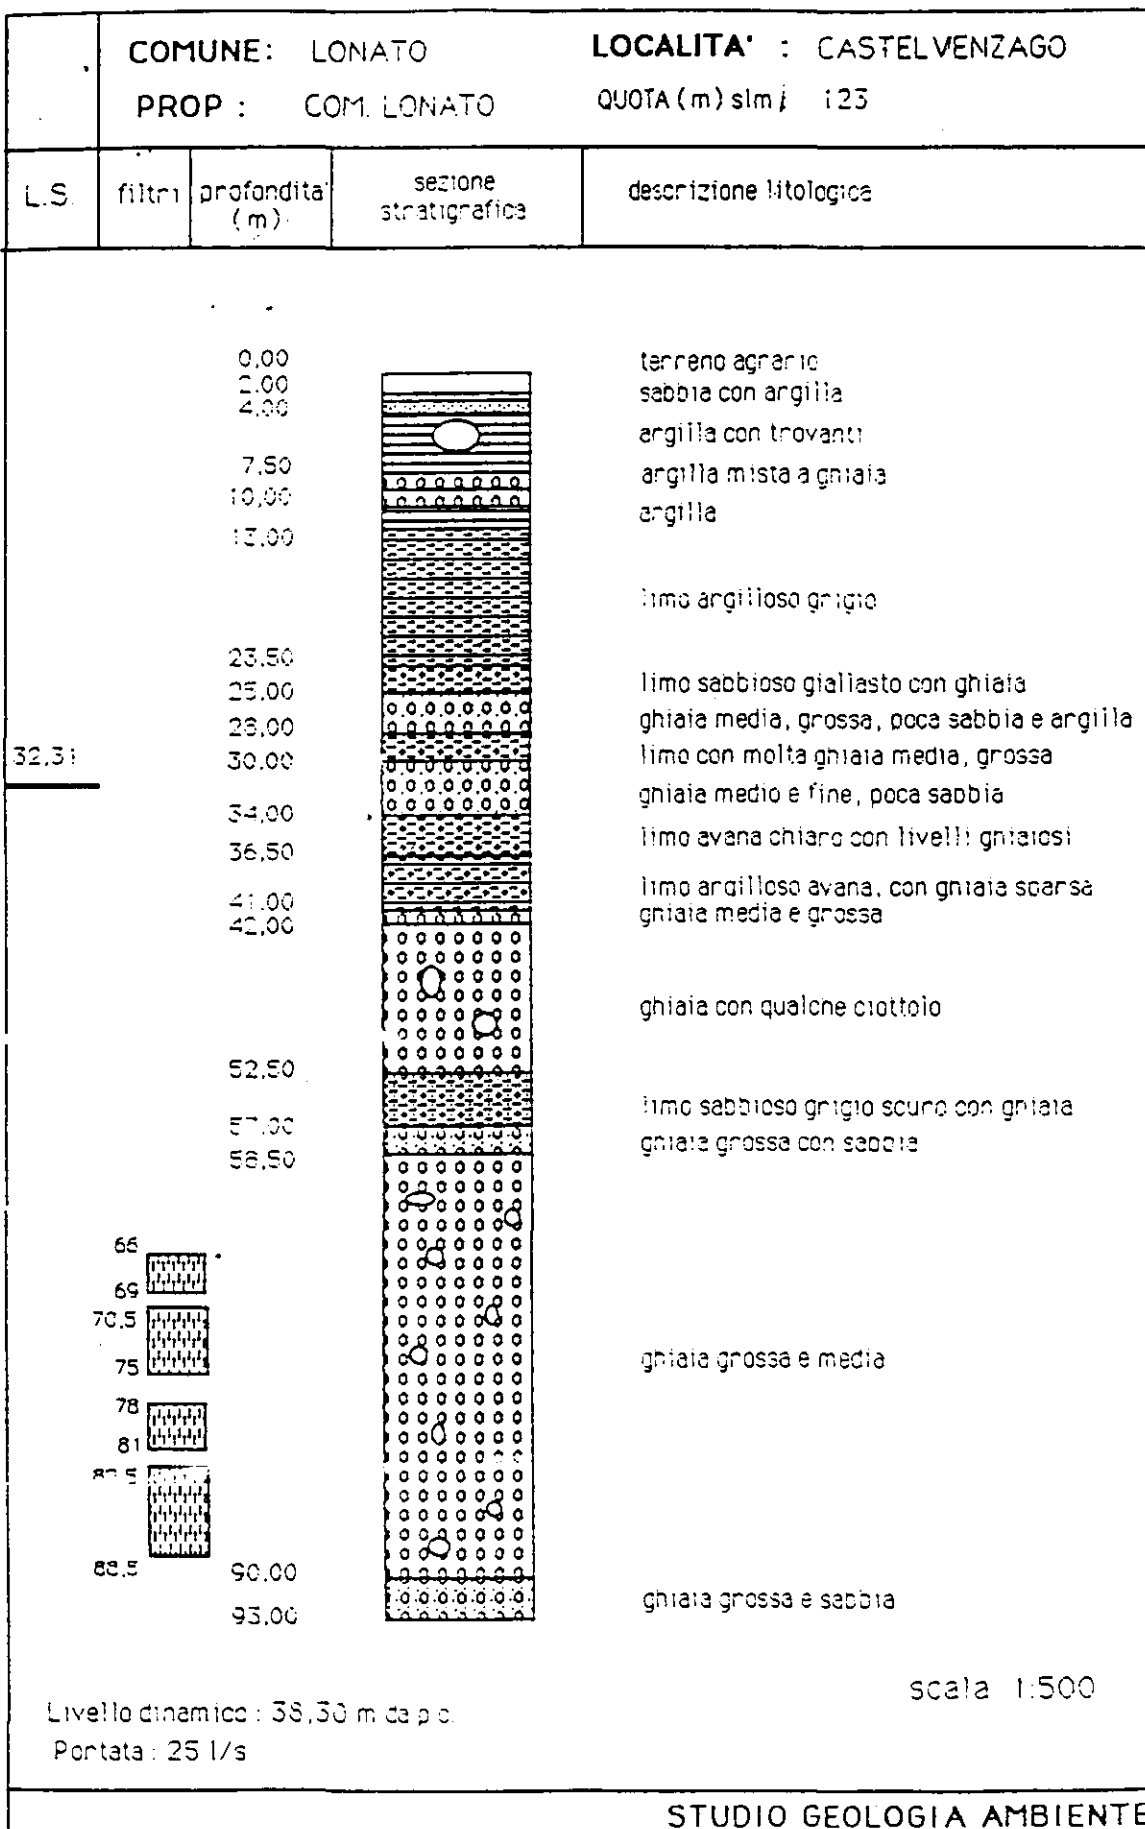 COMUNE: LONATO LOCALITA' : CASTELVENZAGO
PROP : COM. LONATO QUOTA (m) slm 123
L.S. filtri profondita' (m) sezione stratigrafica descrizione litologica
0,00 terreno agrario
2,00 sabbia con argilla
4,00
argilla con trovanti
7,50 argilla mista a ghiaia
10,00 argilla
13,00
limo argilloso grigio
23,50
limo sabbioso giallasto con ghiaia
25,00
ghiaia media, grossa, poca sabbia e argilla
28,00
32,31 30,00 limo con molta ghiaia media, grossa
ghiaia medio e fine, poca sabbia
34,00
limo avana chiaro con livelli ghiaiosi
36,50
limo argilloso avana, con ghiaia scarsa
41,00
ghiaia media e grossa
42,00
ghiaia con qualche ciottolo
52,50
limo sabbioso grigio scuro con ghiaia
57,00
ghiaia grossa con sabbia
58,50
66
69
70,5
75 ghiaia grossa e media
78
81
88,5 90,00
ghiaia grossa e sabbia
93,00
scala 1:500
Livello dinamico : 38,30 m da p.c.
Portata : 25 l/s
STUDIO GEOLOGIA AMBIENTE